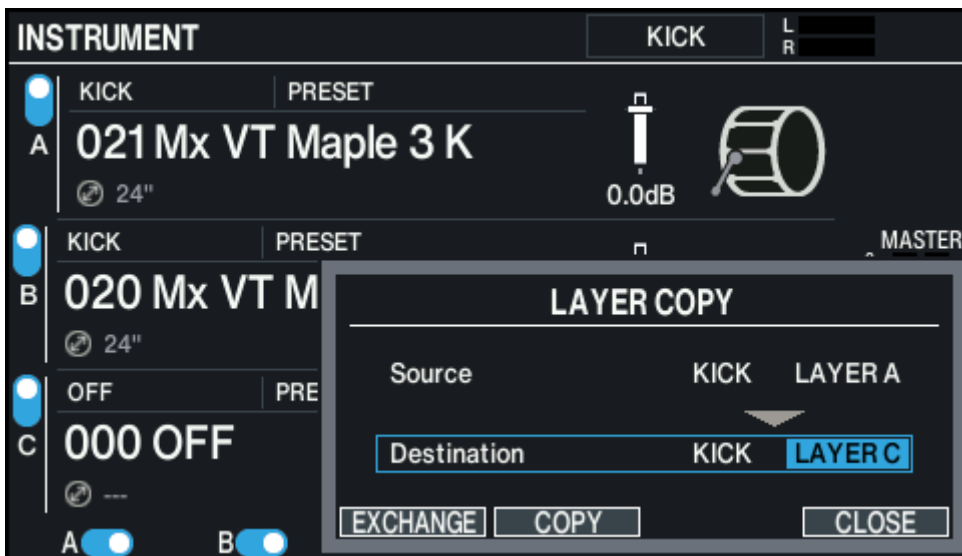 INSTRUMENT KICK L
R
KICK PRESET
A 021 Mx VT Maple 3 K
24" 0.0dB
KICK PRESET MASTER
B 020 Mx VT M
24"
OFF PRE
C 000 OFF
---
A B
LAYER COPY
Source KICK LAYER A
Destination KICK LAYER C
EXCHANGE COPY CLOSE